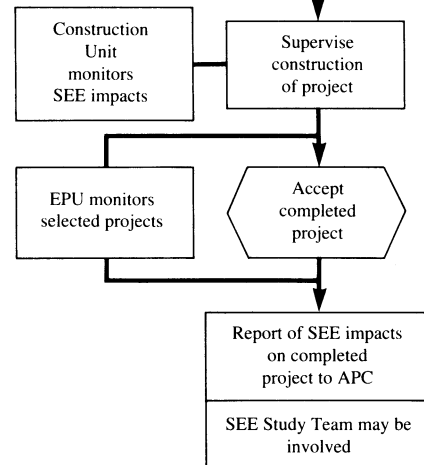 Construction
Unit
monitors
SEE impacts
Supervise
construction
of project
EPU monitors
selected projects
Accept
completed
project
Report of SEE impacts
on completed
project to APC
SEE Study Team may be
involved